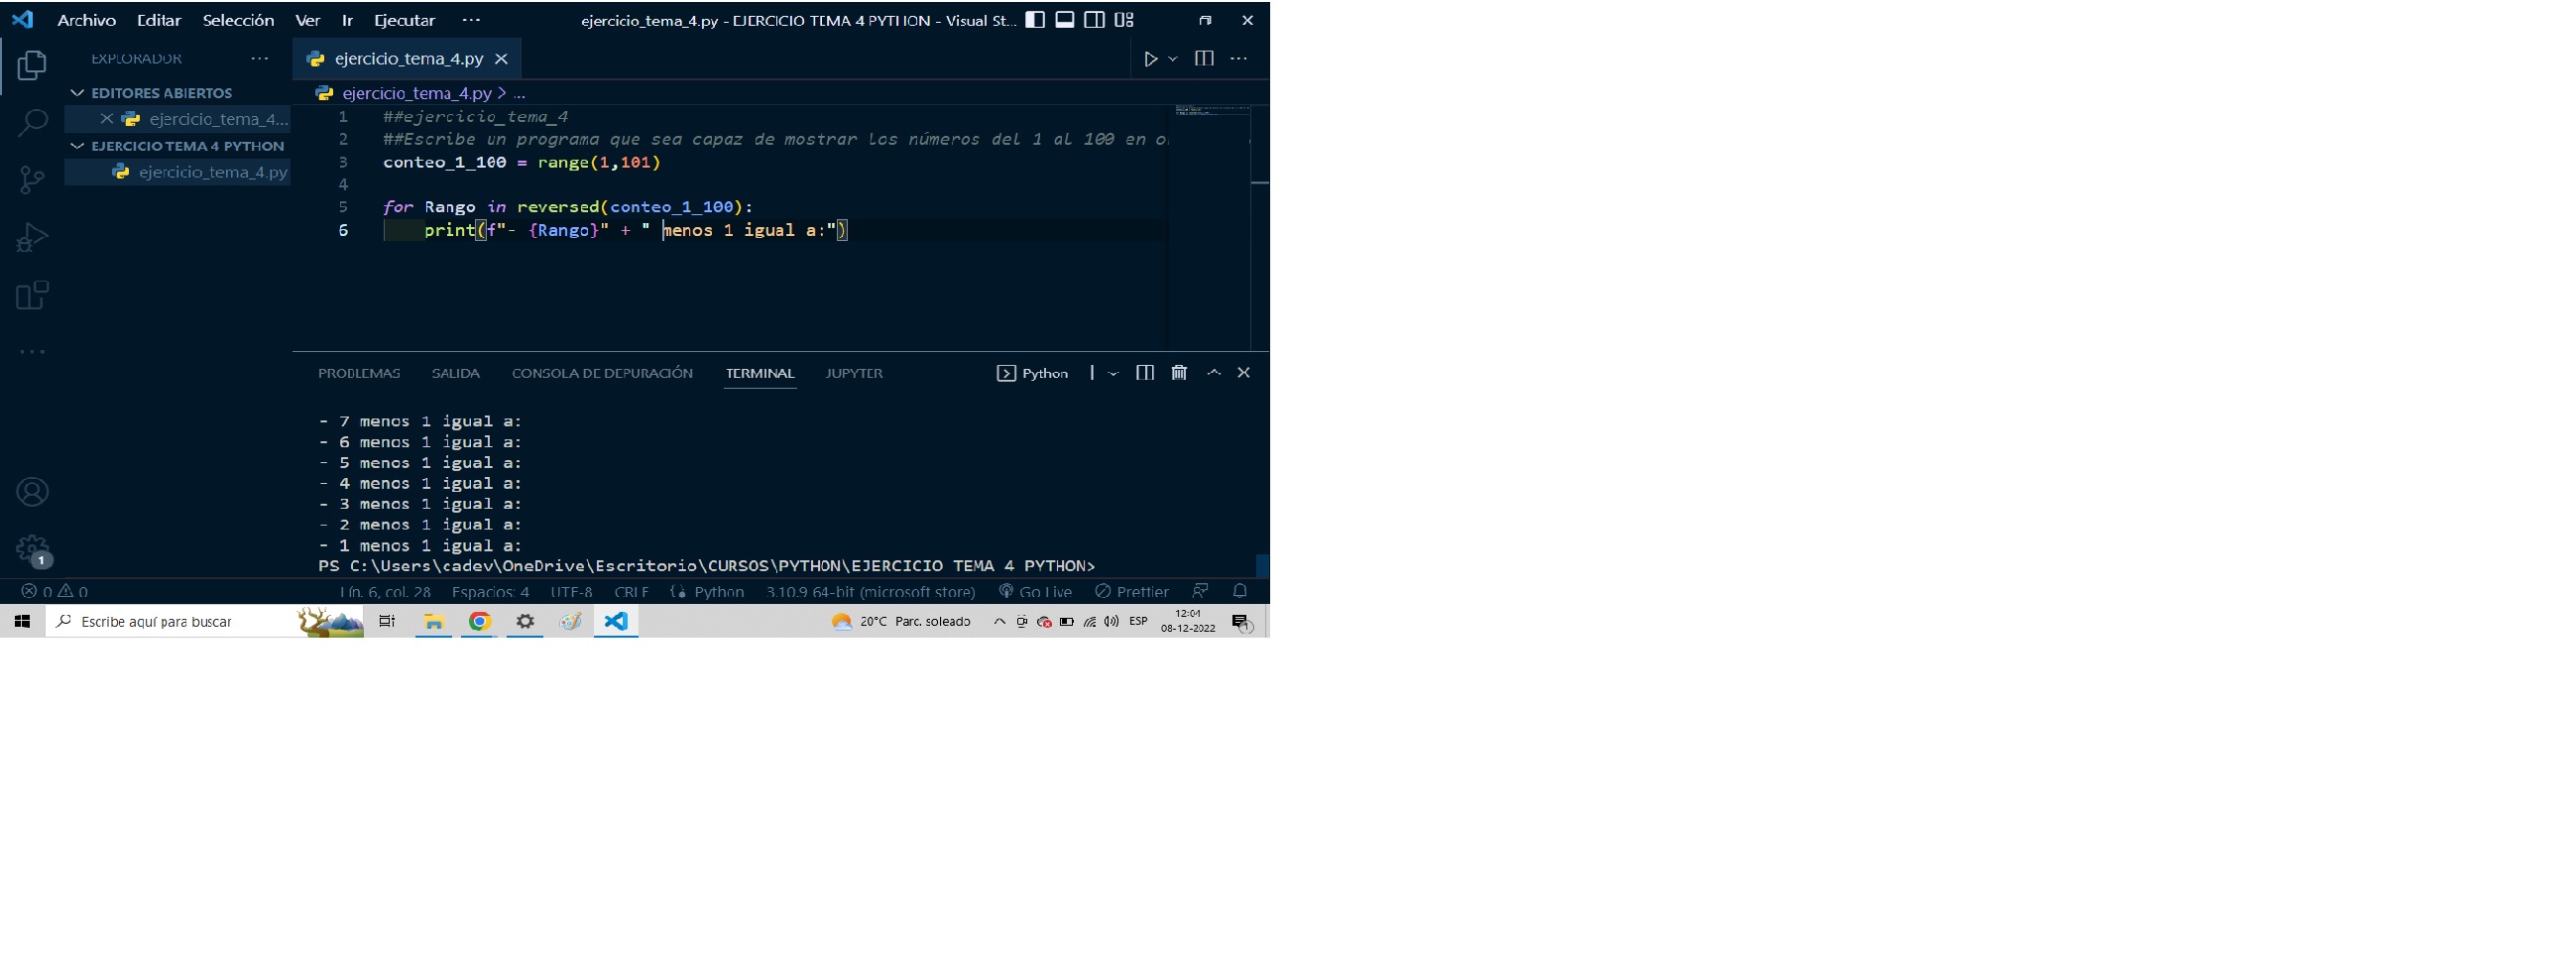 Archivo Editar Selección Ver Ir Ejecutar ··· ejercicio_tema_4.py - EJERCICIO TEMA 4 PYTHON - Visual St...
EXPLORADOR ···
ejercicio_tema_4.py
EDITORES ABIERTOS
ejercicio_tema_4.py > ...
ejercicio_tema_4...
EJERCICIO TEMA 4 PYTHON
ejercicio_tema_4.py
1 ##ejercicio_tema_4
2 ##Escribe un programa que sea capaz de mostrar los números del 1 al 100 en
3 conteo_1_100 = range(1,101)
4
5 for Rango in reversed(conteo_1_100):
6 print(f"- {Rango}" + " menos 1 igual a:")
PROBLEMAS SALIDA CONSOLA DE DEPURACIÓN TERMINAL JUPYTER Python
- 7 menos 1 igual a:
- 6 menos 1 igual a:
- 5 menos 1 igual a:
- 4 menos 1 igual a:
- 3 menos 1 igual a:
- 2 menos 1 igual a:
- 1 menos 1 igual a:
PS C:\Users\cadev\OneDrive\Escritorio\CURSOS\PYTHON\EJERCICIO TEMA 4 PYTHON>
1
0 0 Lín. 6, col. 28 Espacios: 4 UTF-8 CRLF Python 3.10.9 64-bit (microsoft store) Go Live Prettier
Escribe aquí para buscar 20°C Parc. soleado ESP 12:04
08-12-2022
1